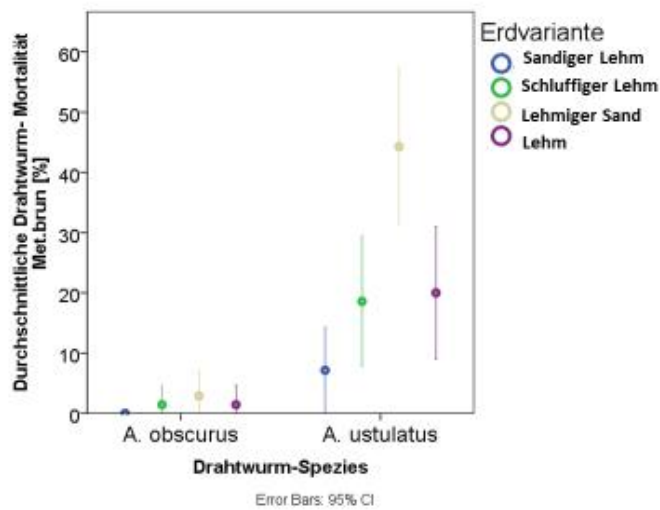 Erdvariante
Sandiger Lehm
Schluffiger Lehm
Lehmiger Sand
Lehm
Durchschnittliche Drahtwurm- Mortalität
Met.brun [%]
60
50
40
30
20
10
0
A. obscurus
A. ustulatus
Drahtwurm-Spezies
Error Bars: 95% CI